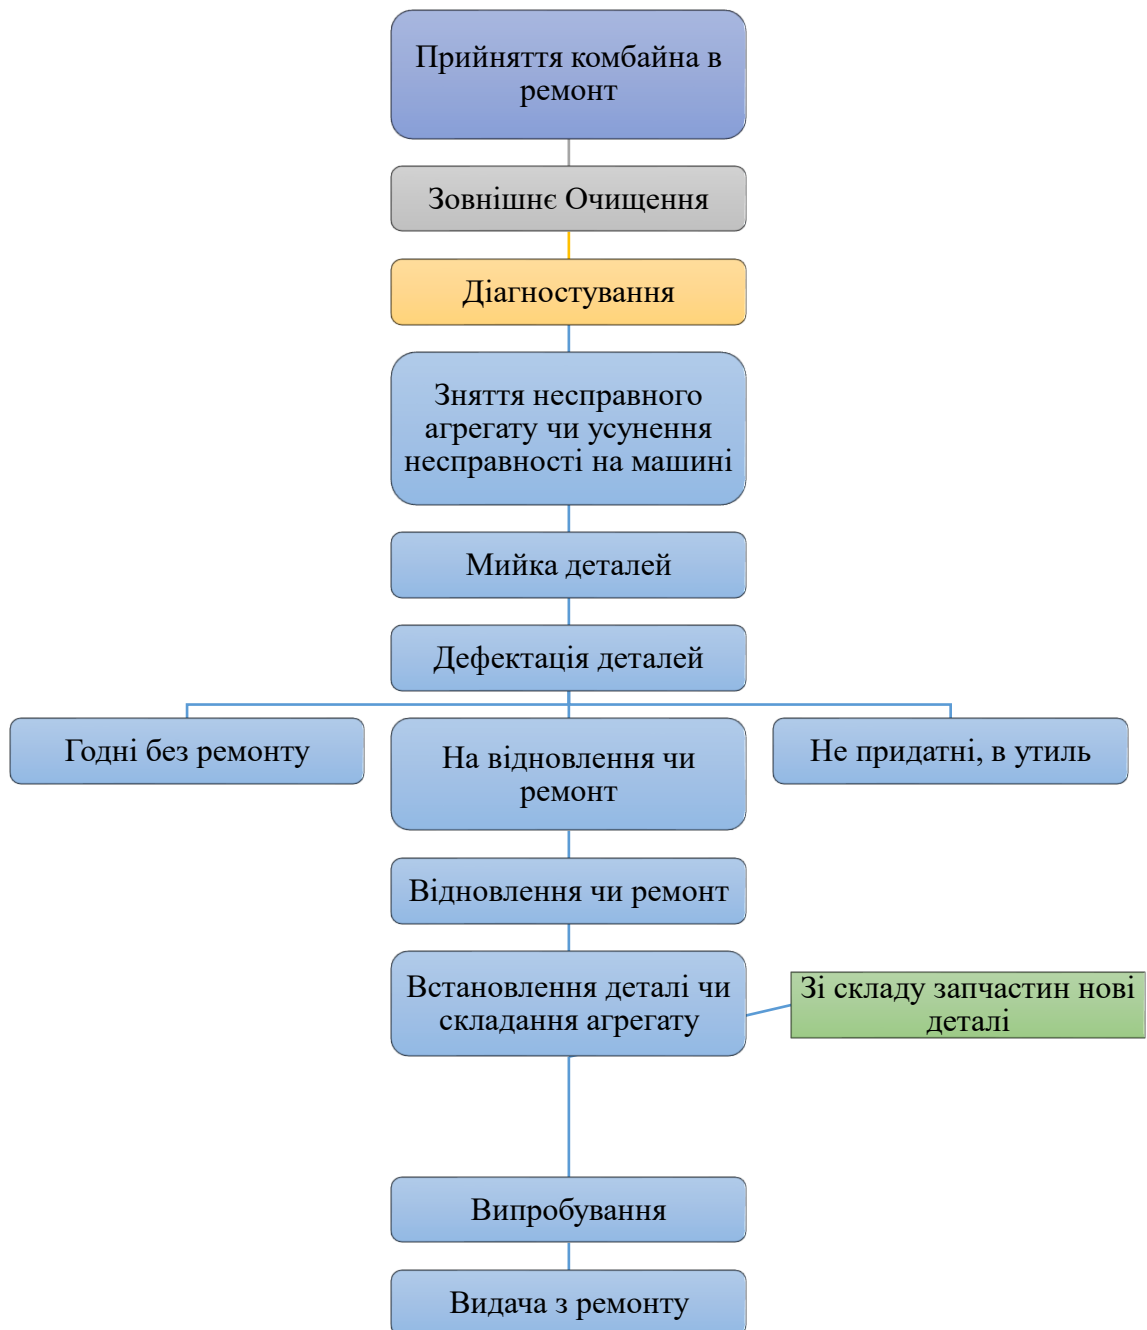 Прийняття комбайна в
ремонт
Зовнішнє Очищення
Діагностування
Зняття несправного
агрегату чи усунення
несправності на машині
Мийка деталей
Дефектація деталей
Годні без ремонту
На відновлення чи
ремонт
Не придатні, в утиль
Відновлення чи ремонт
Встановлення деталі чи
складання агрегату
Зі складу запчастин нові
деталі
Випробування
Видача з ремонту